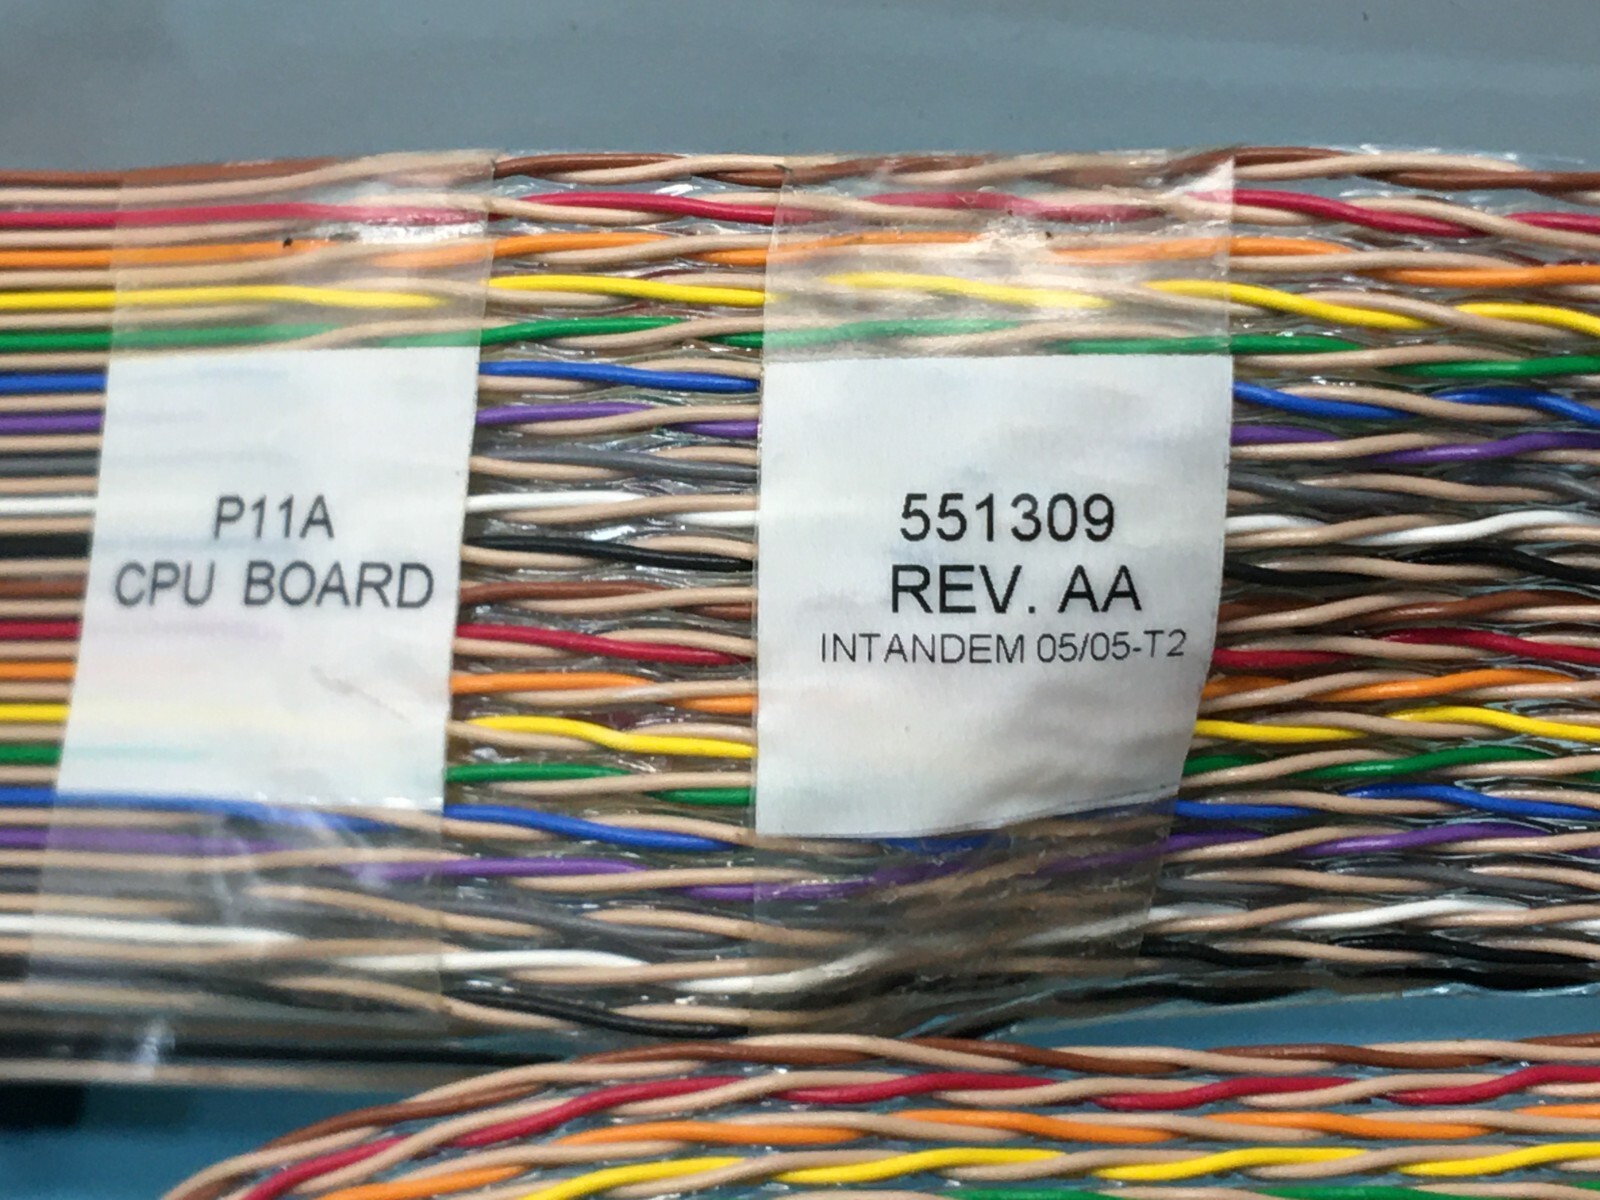 P11A
CPU BOARD
551309
REV. AA
INTANDEM 05/05-T2